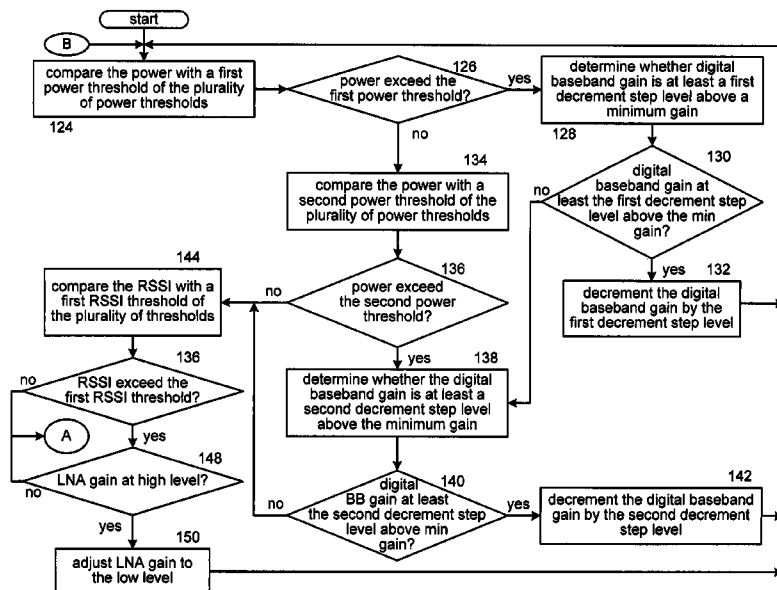 start
B
compare the power with a first
power threshold of the plurality
of power thresholds
124
126
power exceed the
first power threshold?
yes
no
determine whether digital
baseband gain is at least a first
decrement step level above a
minimum gain
128
130
digital
baseband gain at
least the first decrement step
level above the min
gain?
no
yes
132
decrement the digital
baseband gain by the
first decrement step level
134
compare the power with a
second power threshold of the
plurality of power thresholds
136
power exceed
the second power
threshold?
no
yes
144
compare the RSSI with a
first RSSI threshold of
the plurality of thresholds
136
RSSI exceed the
first RSSI threshold?
no
yes
A
148
LNA gain at high level?
no
yes
150
adjust LNA gain to
the low level
138
determine whether the digital
baseband gain is at least a
second decrement step level
above the minimum gain
140
digital
BB gain at least
the second decrement step
level above min
gain?
no
yes
142
decrement the digital baseband
gain by the second decrement
step level